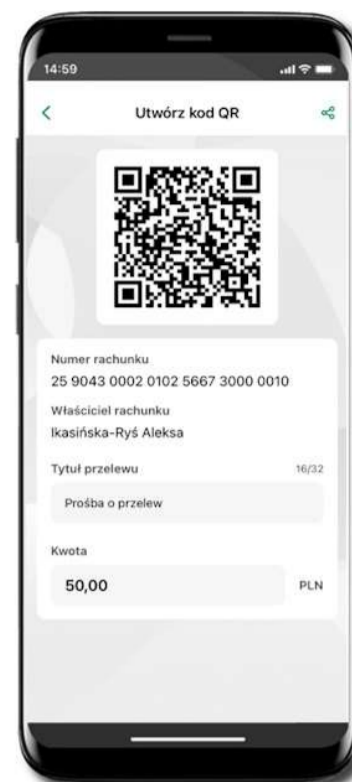 14:59
Utwórz kod QR
Numer rachunku
25 9043 0002 0102 5667 3000 0010
Właściciel rachunku
Ikasińska-Ryś Aleksa
Tytuł przelewu 16/32
Prośba o przelew
Kwota
50,00 PLN